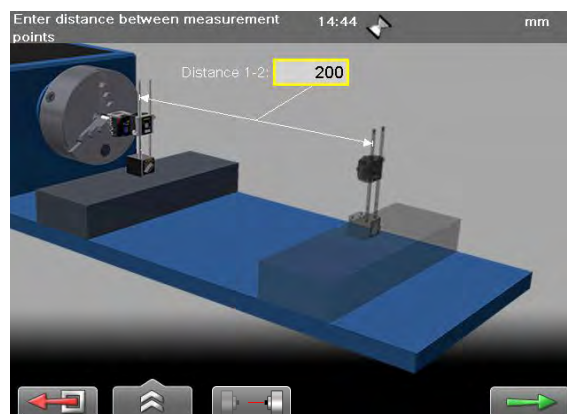 Enter distance between measurement 14:44 mm
points
Distance 1-2: 200